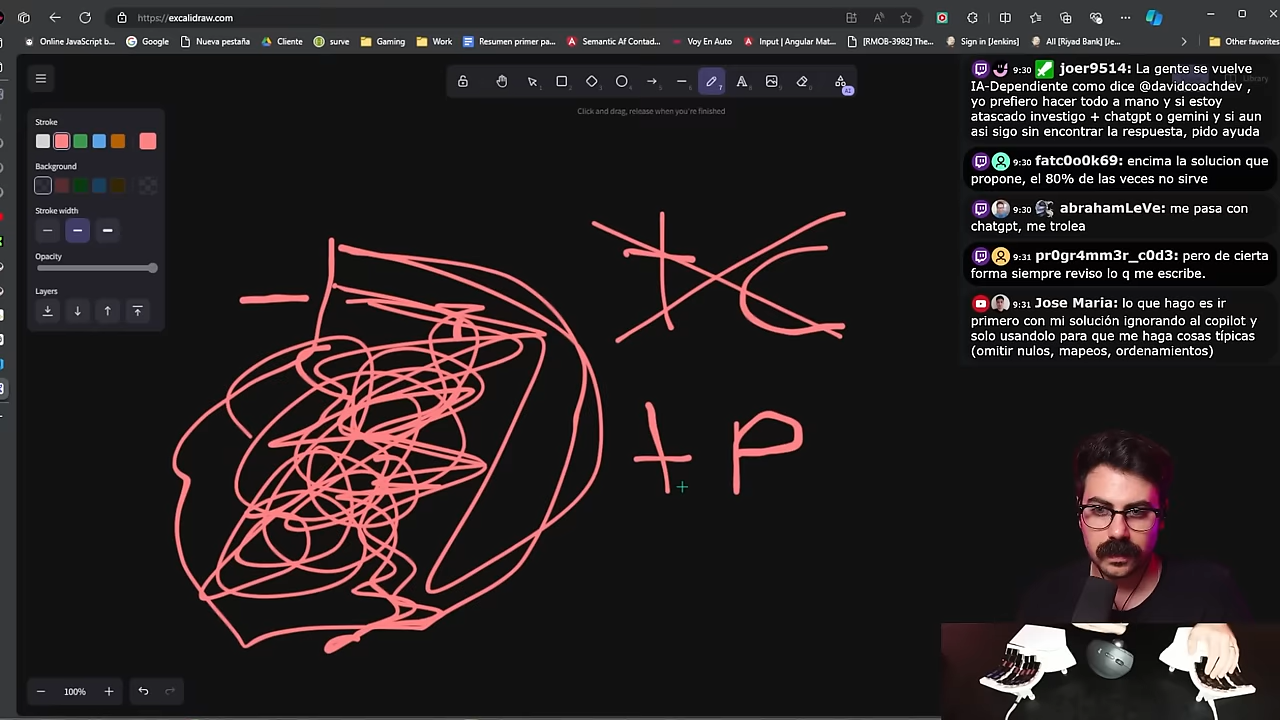 https://excalidraw.com
Online JavaScript b...
Google
Nueva pestaña
Cliente
surve
Gaming
Work
Resumen primer pa...
Semantic Af Contad...
Voy En Auto
Input | Angular Mat...
[RMOB-3982] [The...
Sign in [Jenkins]
All [Riyad Bank] [Je...
Other favorites
Click and drag, release when you're finished
Library
AI
Stroke
Background
Stroke width
Opacity
Layers
+ C
+ P
100%
9:30 joer9514: La gente se vuelve
IA-Dependiente como dice @davidcoachdev ,
yo prefiero hacer todo a mano y si estoy
atascado investigo + chatgpt o gemini y si aun
asi sigo sin encontrar la respuesta, pido ayuda
9:30 fatc0o0k69: encima la solucion que
propone, el 80% de las veces no sirve
9:30 abrahamLeVe: me pasa con
chatgpt, me trolea
9:31 pr0gr4mm3r_c0d3: pero de cierta
forma siempre reviso lo q me escribe.
9:31 Jose Maria: lo que hago es ir
primero con mi solución ignorando al copilot y
solo usandolo para que me haga cosas típicas
(omitir nulos, mapeos, ordenamientos)